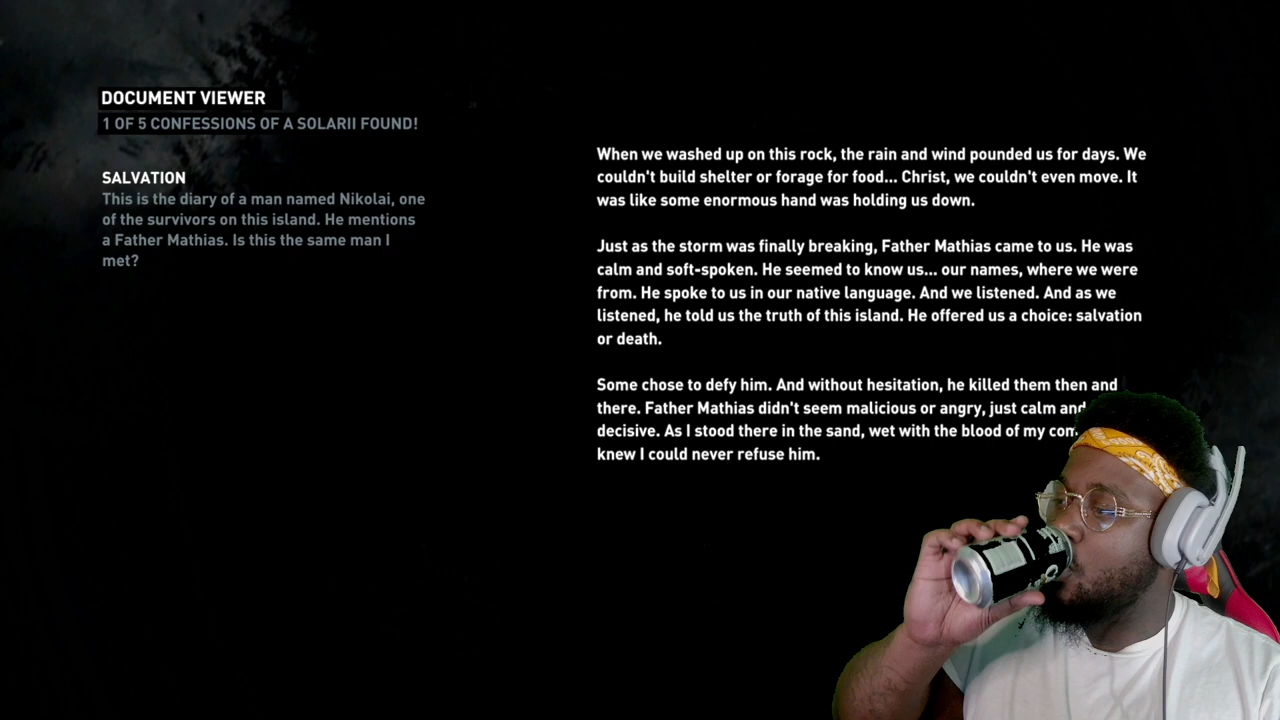 DOCUMENT VIEWER
1 OF 5 CONFESSIONS OF A SOLARII FOUND!
SALVATION
This is the diary of a man named Nikolai, one
of the survivors on this island. He mentions
a Father Mathias. Is this the same man I
met?
When we washed up on this rock, the rain and wind pounded us for days. We
couldn't build shelter or forage for food... Christ, we couldn't even move. It
was like some enormous hand was holding us down.
Just as the storm was finally breaking, Father Mathias came to us. He was
calm and soft-spoken. He seemed to know us... our names, where we were
from. He spoke to us in our native language. And we listened. And as we
listened, he told us the truth of this island. He offered us a choice: salvation
or death.
Some chose to defy him. And without hesitation, he killed them then and
there. Father Mathias didn't seem malicious or angry, just calm and
decisive. As I stood there in the sand, wet with the blood of my
knew I could never refuse him.